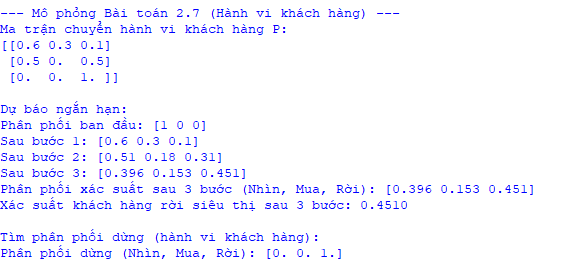 --- Mô phỏng Bài toán 2.7 (Hành vi khách hàng) ---
Ma trận chuyển hành vi khách hàng P:
[[0.6 0.3 0.1]
 [0.5 0.  0.5]
 [0.  0.  1. ]]
Dự báo ngắn hạn:
Phân phối ban đầu: [1 0 0]
Sau bước 1: [0.6 0.3 0.1]
Sau bước 2: [0.51 0.18 0.31]
Sau bước 3: [0.396 0.153 0.451]
Phân phối xác suất sau 3 bước (Nhìn, Mua, Rời): [0.396 0.153 0.451]
Xác suất khách hàng rời siêu thị sau 3 bước: 0.4510
Tìm phân phối dừng (hành vi khách hàng):
Phân phối dừng (Nhìn, Mua, Rời): [0. 0. 1.]